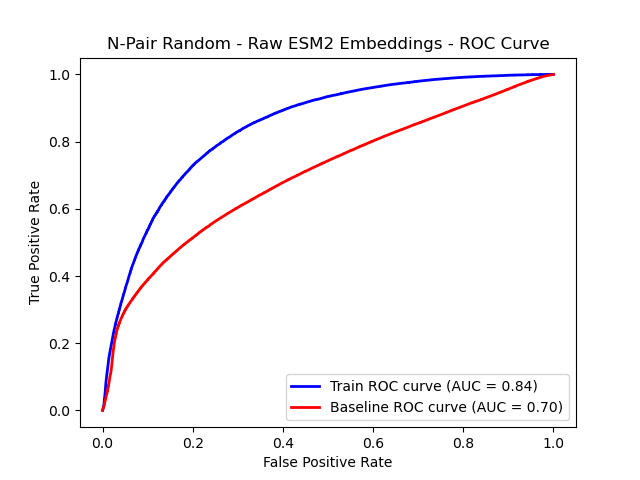 N-Pair Random - Raw ESM2 Embeddings - ROC Curve
1.0
0.8
0.6
0.4
0.2
0.0
True Positive Rate
Train ROC curve (AUC = 0.84)
Baseline ROC curve (AUC = 0.70)
0.0 0.2 0.4 0.6 0.8 1.0
False Positive Rate